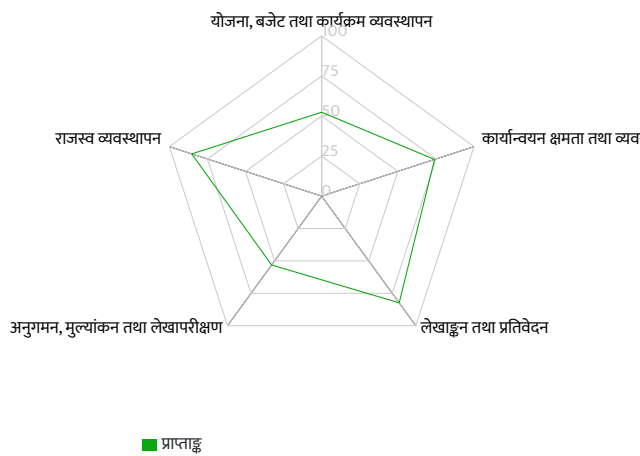 योजना, बजेट तथा कार्यक्रम व्यवस्थापन
100
75
50
25
0
राजस्व व्यवस्थापन
कार्यान्वयन क्षमता तथा व्यव
अनुगमन, मुल्यांकन तथा लेखापरीक्षण
लेखाङ्कन तथा प्रतिवेदन
प्राप्ताङ्क